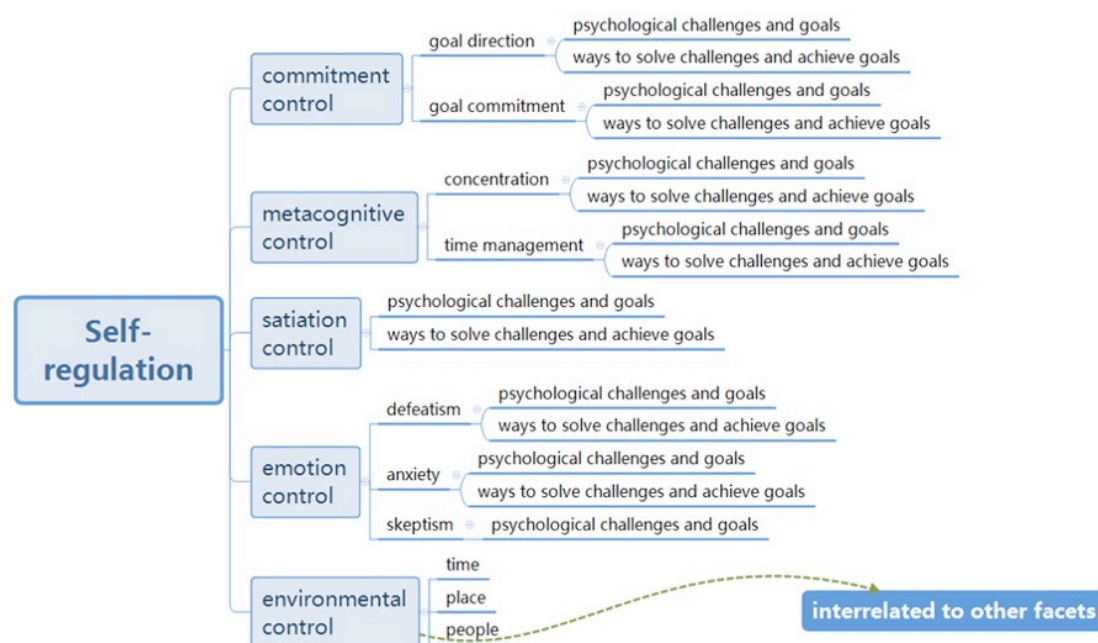 Self-
regulation
commitment
control
goal direction
psychological challenges and goals
ways to solve challenges and achieve goals
goal commitment
psychological challenges and goals
ways to solve challenges and achieve goals
metacognitive
control
concentration
psychological challenges and goals
ways to solve challenges and achieve goals
time management
psychological challenges and goals
ways to solve challenges and achieve goals
satiation
control
psychological challenges and goals
ways to solve challenges and achieve goals
emotion
control
defeatism
psychological challenges and goals
ways to solve challenges and achieve goals
anxiety
psychological challenges and goals
ways to solve challenges and achieve goals
skeptism
psychological challenges and goals
environmental
control
time
place
people
interrelated to other facets